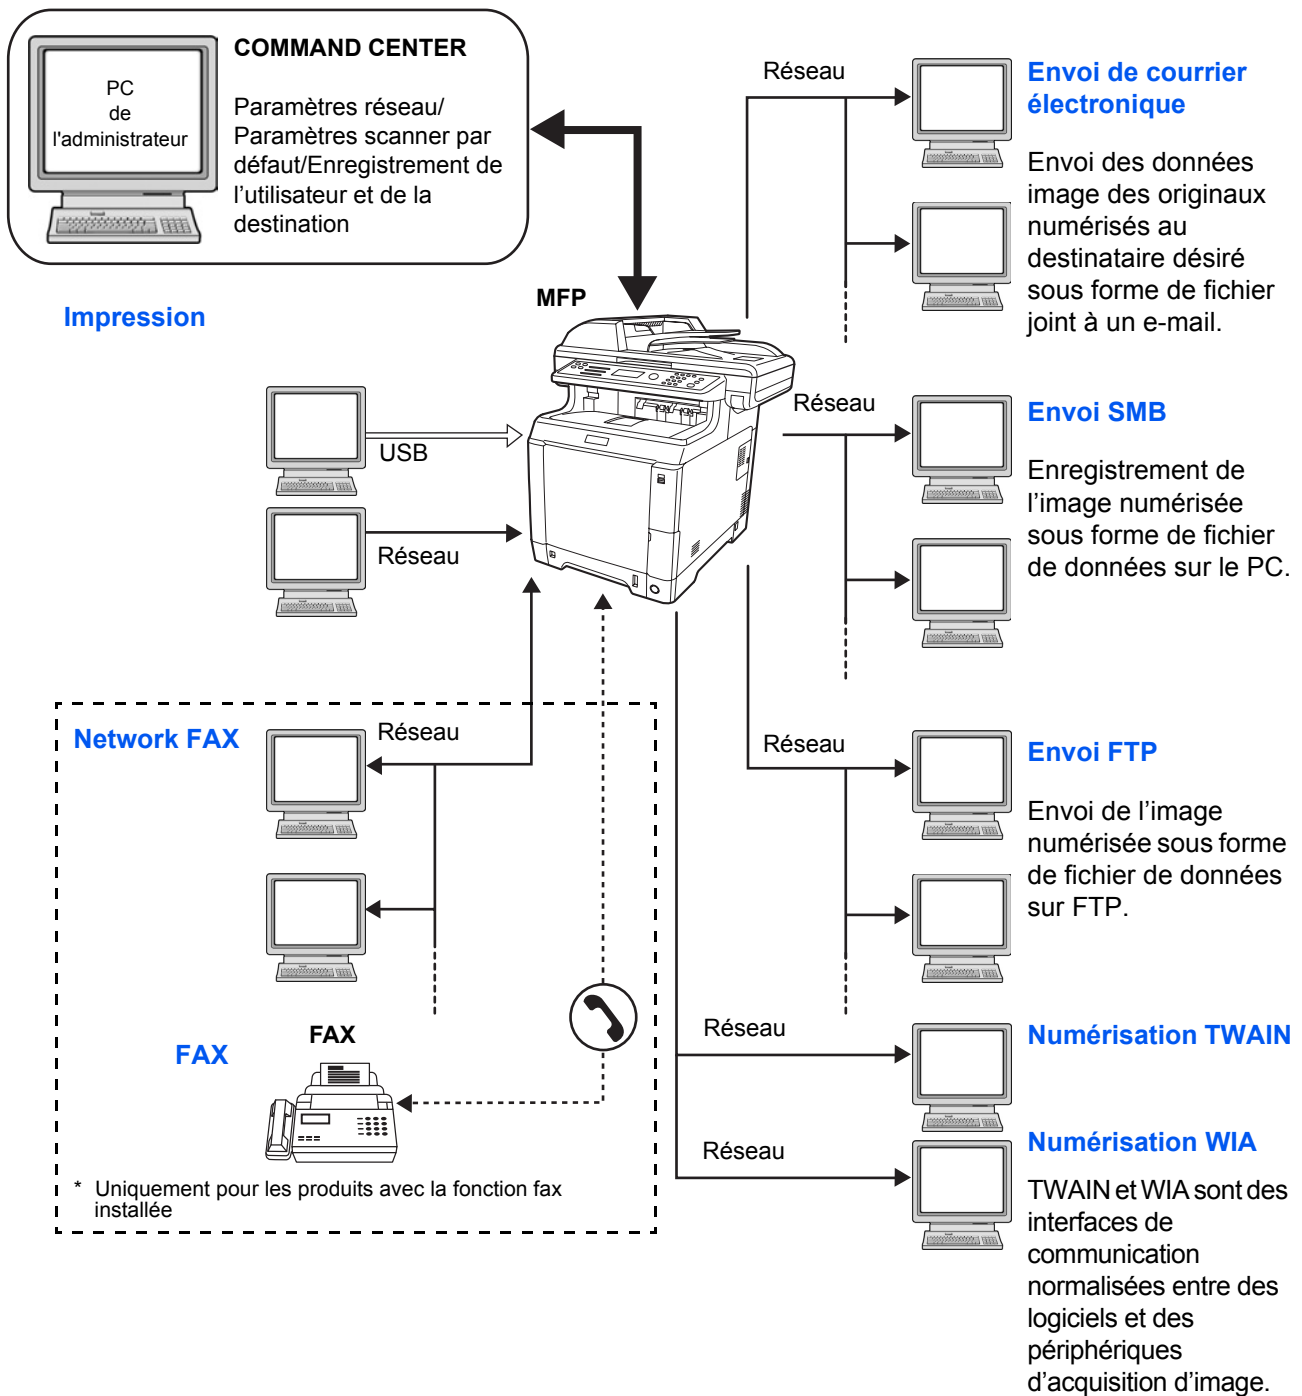 COMMAND CENTER
PC
de
l'administrateur
Paramètres réseau/
Paramètres scanner par
défaut/Enregistrement de
l’utilisateur et de la
destination
Réseau
Envoi de courrier
électronique
Envoi des données
image des originaux
numérisés au
destinataire désiré
sous forme de fichier
joint à un e-mail.
Impression
MFP
USB
Réseau
Réseau
Envoi SMB
Enregistrement de
l’image numérisée
sous forme de fichier
de données sur le PC.
Network FAX
Réseau
Réseau
Envoi FTP
Envoi de l’image
numérisée sous forme
de fichier de données
sur FTP.
FAX
FAX
* Uniquement pour les produits avec la fonction fax
installée
Réseau
Numérisation TWAIN
Réseau
Numérisation WIA
TWAIN et WIA sont des
interfaces de
communication
normalisées entre des
logiciels et des
périphériques
d’acquisition d’image.